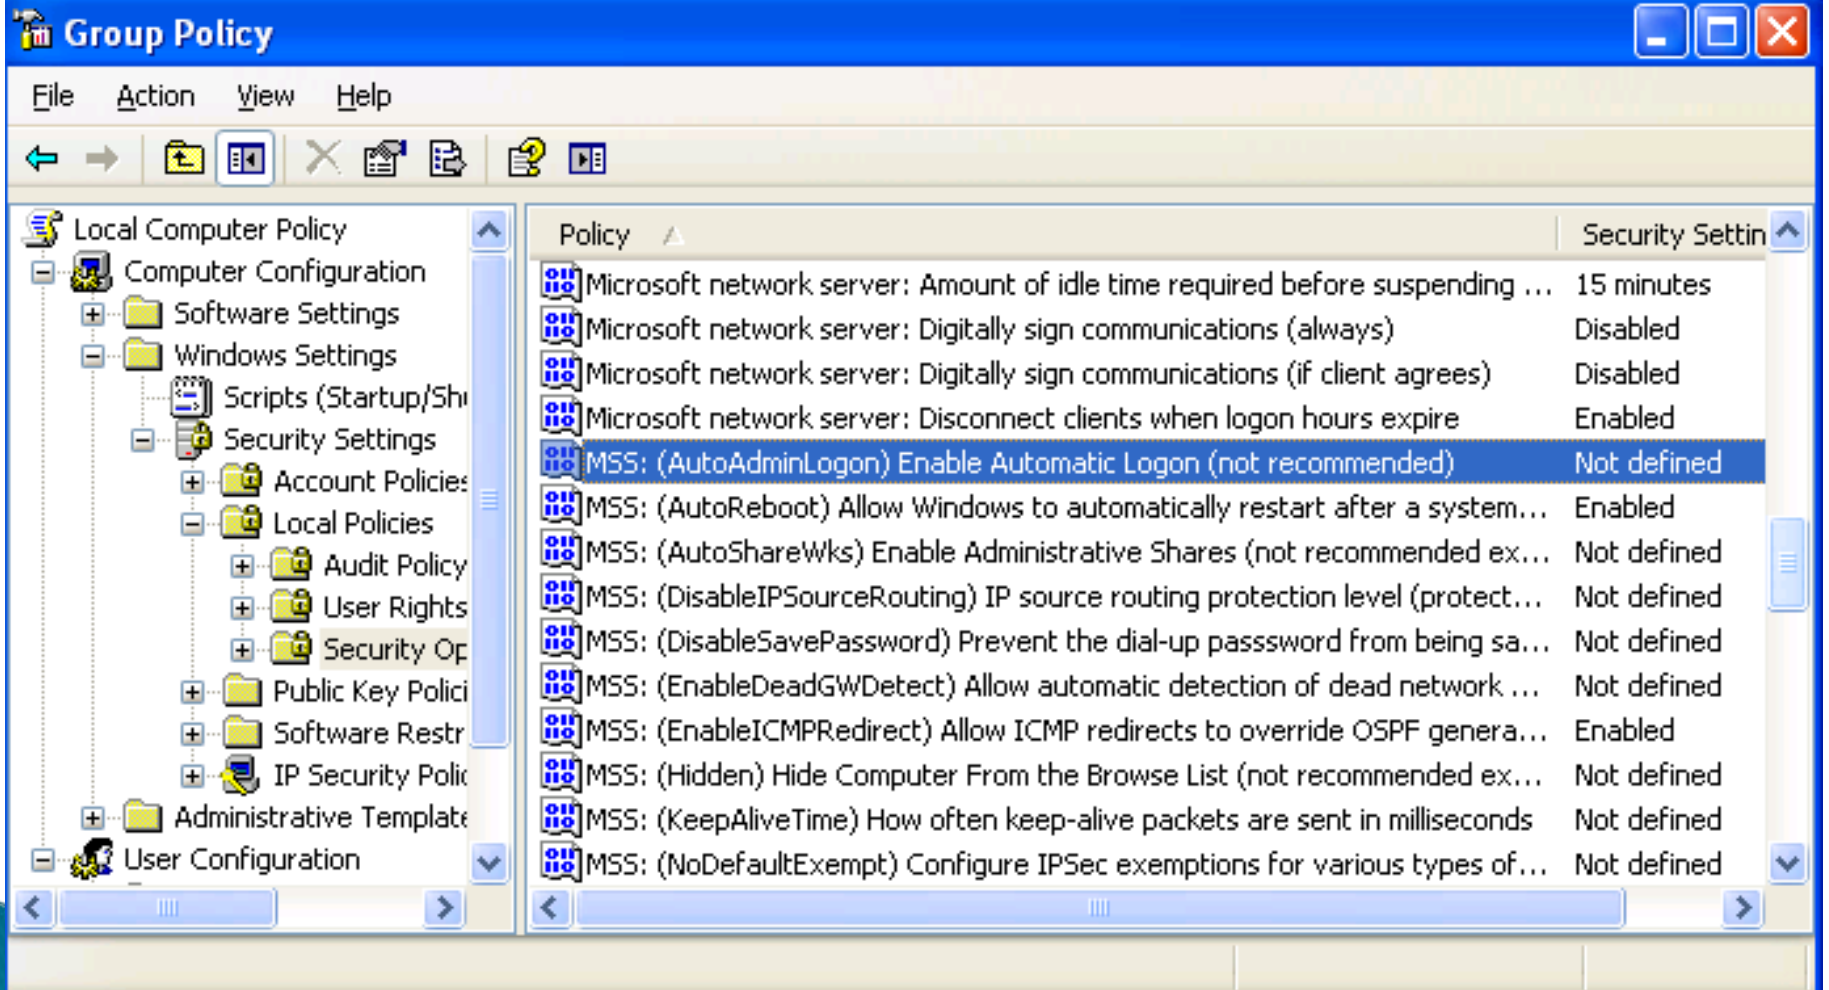 Group Policy
File Action View Help
Local Computer Policy
Computer Configuration
Software Settings
Windows Settings
Scripts (Startup/Shu
Security Settings
Account Policies
Local Policies
Audit Policy
User Rights
Security Op
Public Key Polici
Software Restr
IP Security Polic
Administrative Template
User Configuration
Policy Security Settin
Microsoft network server: Amount of idle time required before suspending ... 15 minutes
Microsoft network server: Digitally sign communications (always) Disabled
Microsoft network server: Digitally sign communications (if client agrees) Disabled
Microsoft network server: Disconnect clients when logon hours expire Enabled
MSS: (AutoAdminLogon) Enable Automatic Logon (not recommended) Not defined
MSS: (AutoReboot) Allow Windows to automatically restart after a system... Enabled
MSS: (AutoShareWks) Enable Administrative Shares (not recommended ex... Not defined
MSS: (DisableIPSourceRouting) IP source routing protection level (protect... Not defined
MSS: (DisableSavePassword) Prevent the dial-up passsword from being sa... Not defined
MSS: (EnableDeadGWDetect) Allow automatic detection of dead network ... Not defined
MSS: (EnableICMPRedirect) Allow ICMP redirects to override OSPF genera... Enabled
MSS: (Hidden) Hide Computer From the Browse List (not recommended ex... Not defined
MSS: (KeepAliveTime) How often keep-alive packets are sent in milliseconds Not defined
MSS: (NoDefaultExempt) Configure IPSec exemptions for various types of... Not defined